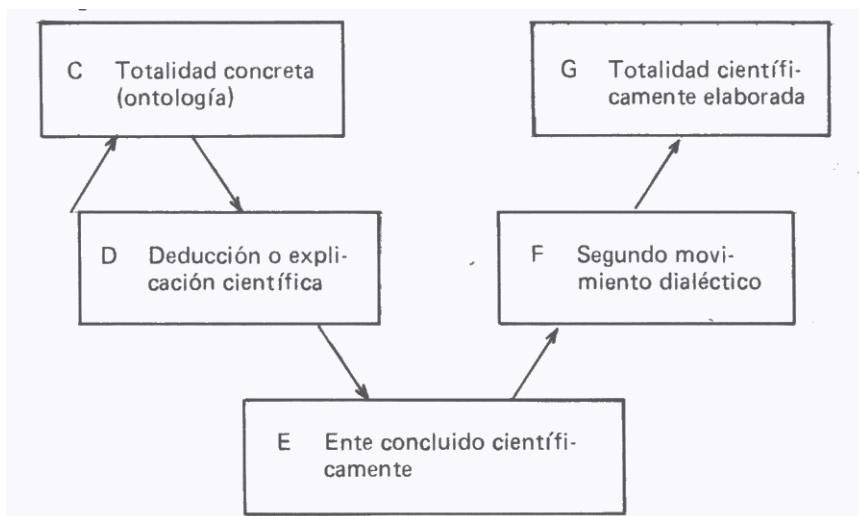 C Totalidad concreta
(ontología)
G Totalidad científi-
camente elaborada
D Deducción o expli-
cación científica
F Segundo movi-
miento dialéctico
E Ente concluido científi-
camente